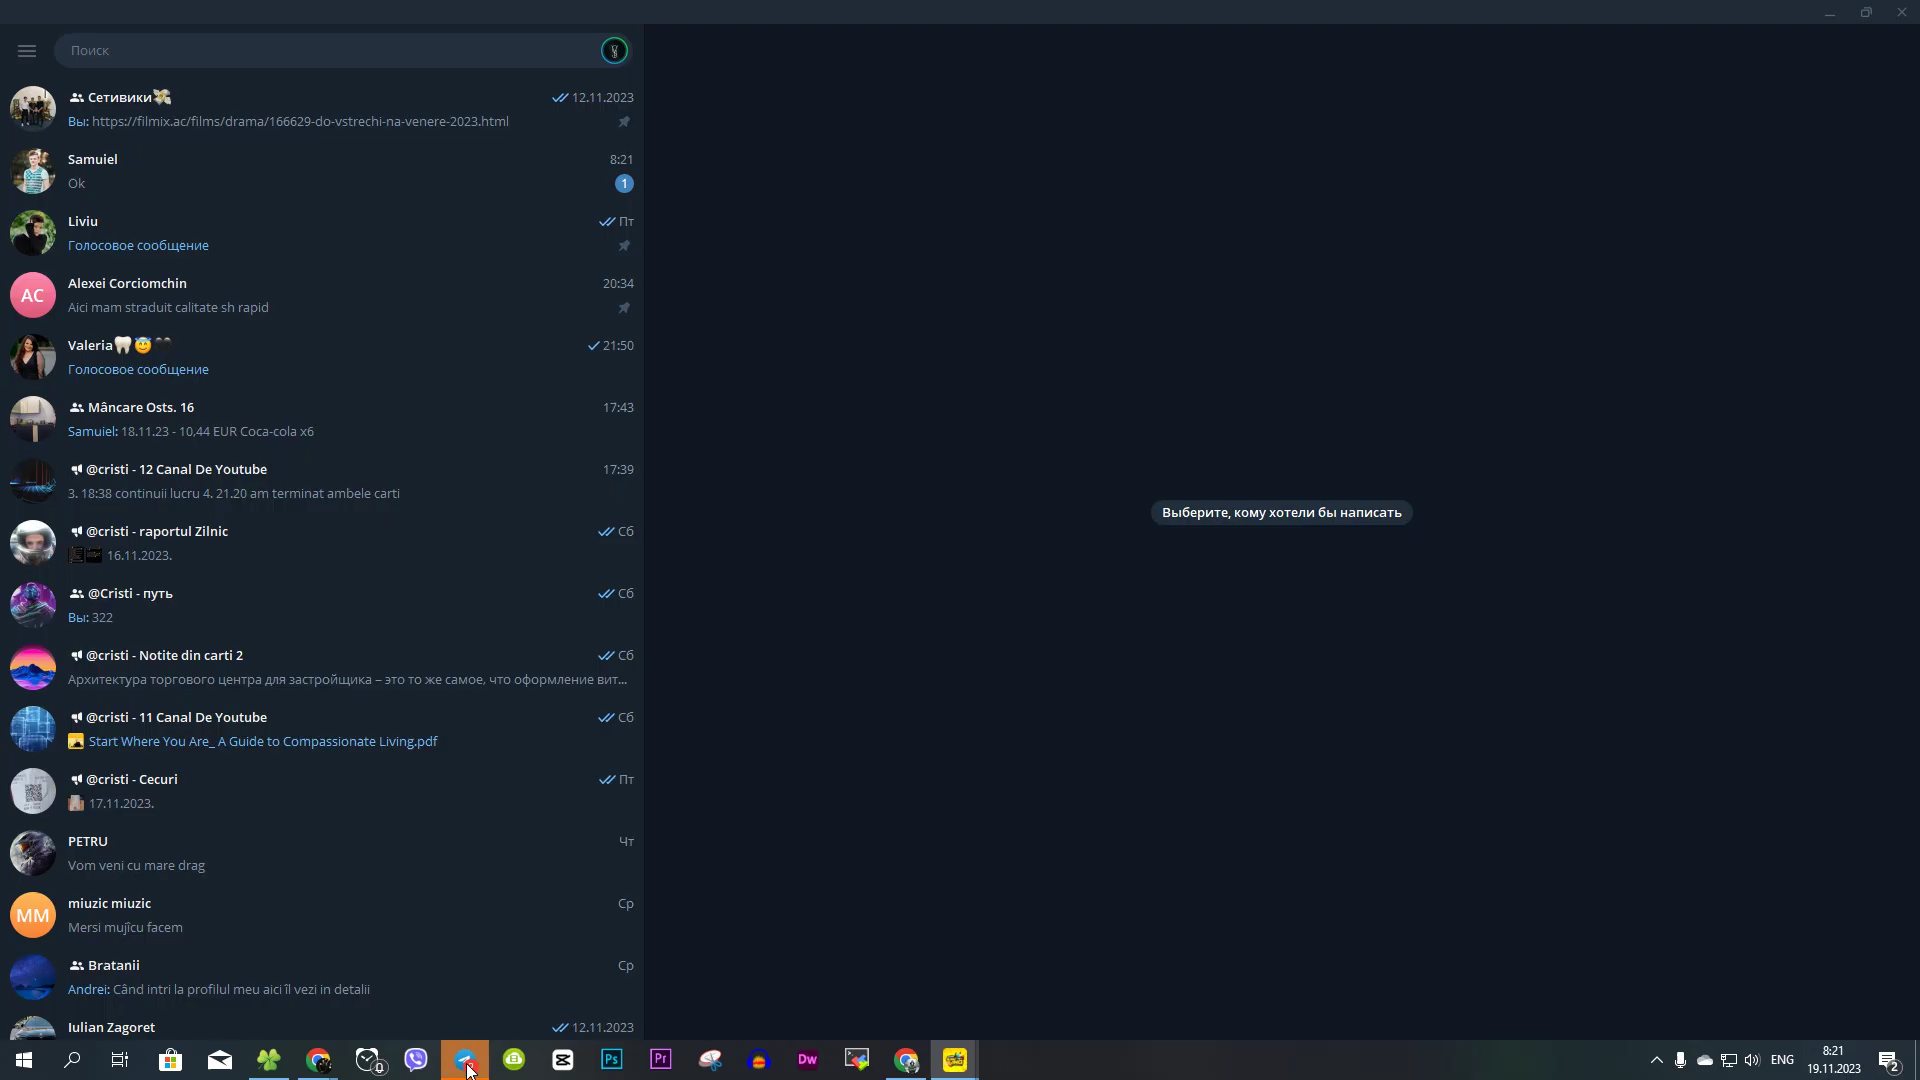 Поиск
Сетивики 12.11.2023
Вы: https://filmix.ac/films/drama/166629-do-vstrechi-na-venere-2023.html
Samuiel 8:21
Ok 1
Liviu Пт
Голосовое сообщение
AC
Alexei Corciomchin 20:34
Aici mam straduit calitate sh rapid
Valeria 21:50
Голосовое сообщение
Mâncare Osts. 16 17:43
Samuiel: 18.11.23 - 10,44 EUR Coca-cola x6
@cristi - 12 Canal De Youtube 17:39
3. 18:38 continuii lucru 4. 21.20 am terminat ambele carti
@cristi - raportul Zilnic Сб
16.11.2023.
@Cristi - путь Сб
Вы: 322
@cristi - Notite din carti 2 Сб
Архитектура торгового центра для застройщика – это то же самое, что оформление вит...
@cristi - 11 Canal De Youtube Сб
Start Where You Are_ A Guide to Compassionate Living.pdf
@cristi - Cecuri Пт
17.11.2023.
PETRU Чт
Vom veni cu mare drag
MM
miuzic miuzic Ср
Mersi mujîcu facem
Bratanii Ср
Andrei: Când intri la profilul meu aici îl vezi in detalii
Iulian Zagoret 12.11.2023
Выберите, кому хотели бы написать
0
Ps
Pr
Dw
ENG
8:21
19.11.2023
2